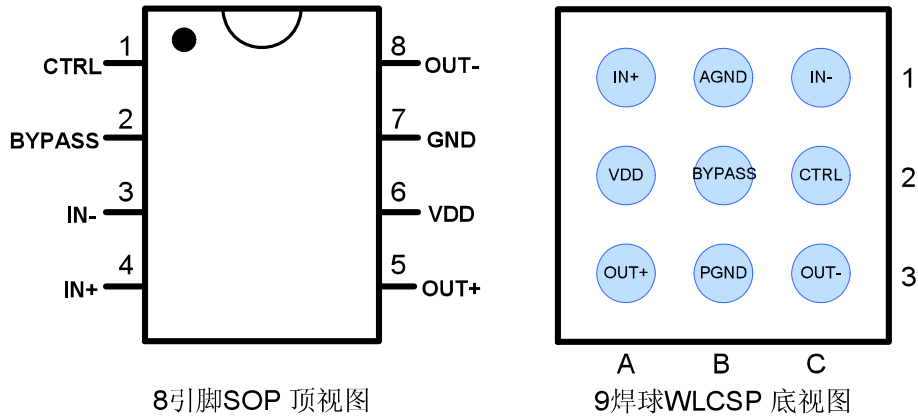 1
CTRL
2
BYPASS
3
IN-
4
IN+
8
OUT-
7
GND
6
VDD
5
OUT+
8引脚SOP 顶视图
IN+ AGND IN- 1
VDD BYPASS CTRL 2
OUT+ PGND OUT- 3
A B C
9焊球WLCSP 底视图